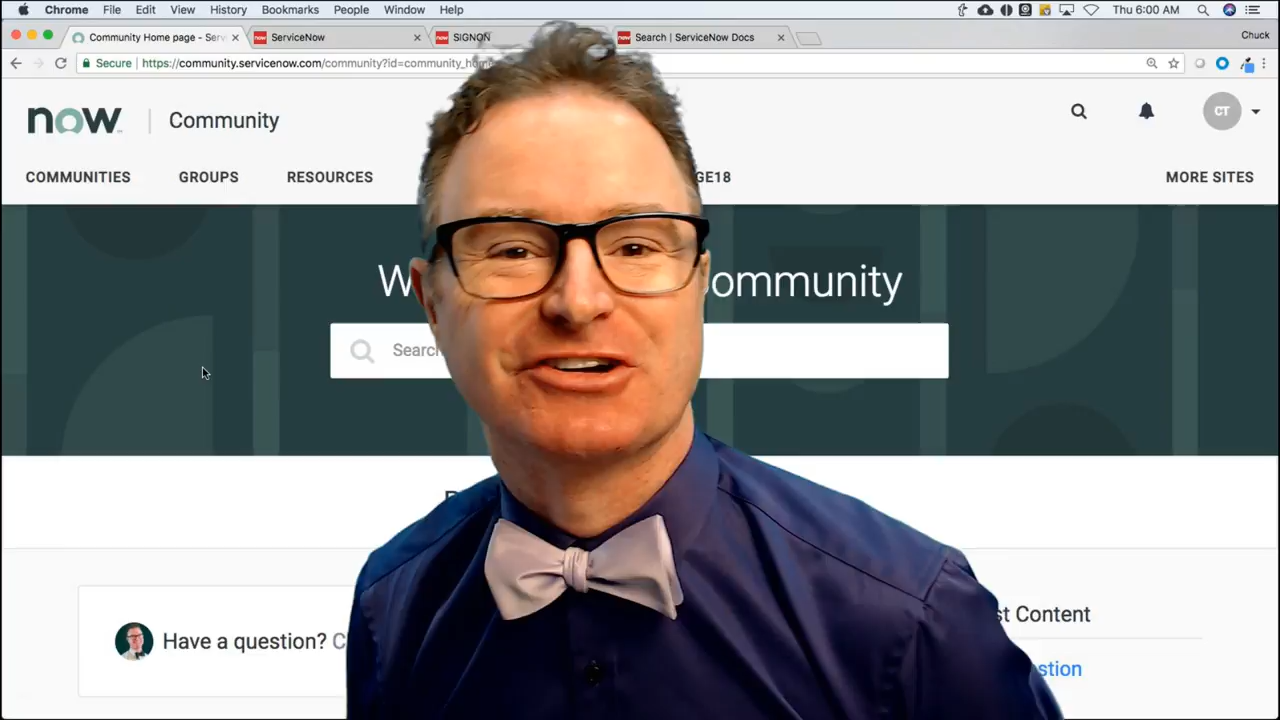 Chrome File Edit View History Bookmarks People Window Help Thu 6:00 AM
Community Home page - Serv ServiceNow SIGNON Search | ServiceNow Docs Chuck
Secure https://community.servicenow.com/community?id=community_ho
now Community CT
COMMUNITIES GROUPS RESOURCES GE18 MORE SITES
W ommunity
Search
Have a question? C
st Content
stion